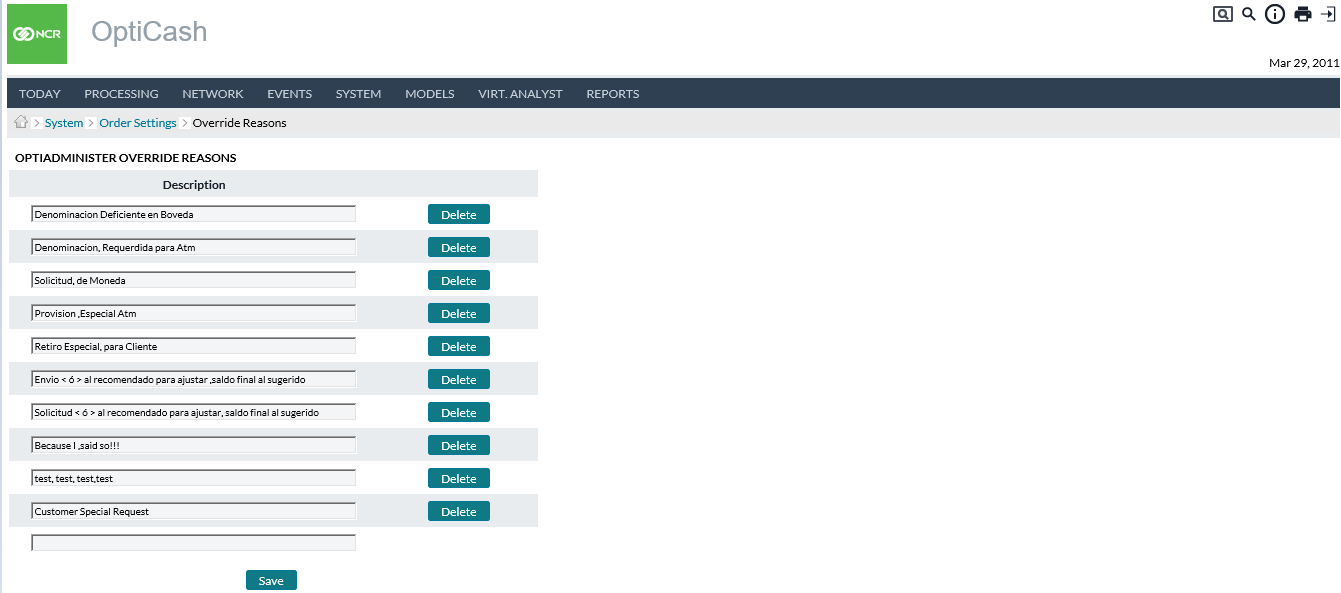 NCR OptiCash
Mar 29, 2011
TODAY PROCESSING NETWORK EVENTS SYSTEM MODELS VIRT. ANALYST REPORTS
> System > Order Settings > Override Reasons
OPTIADMINISTER OVERRIDE REASONS
Description
Denominacion Deficiente en Boveda Delete
Denominacion, Requerdida para Atm Delete
Solicitud, de Moneda Delete
Provision ,Especial Atm Delete
Retiro Especial, para Cliente Delete
Envio < ó > al recomendado para ajustar ,saldo final al sugerido Delete
Solicitud < ó > al recomendado para ajustar, saldo final al sugerido Delete
Because I ,said so!!! Delete
test, test, test,test Delete
Customer Special Request Delete
Save